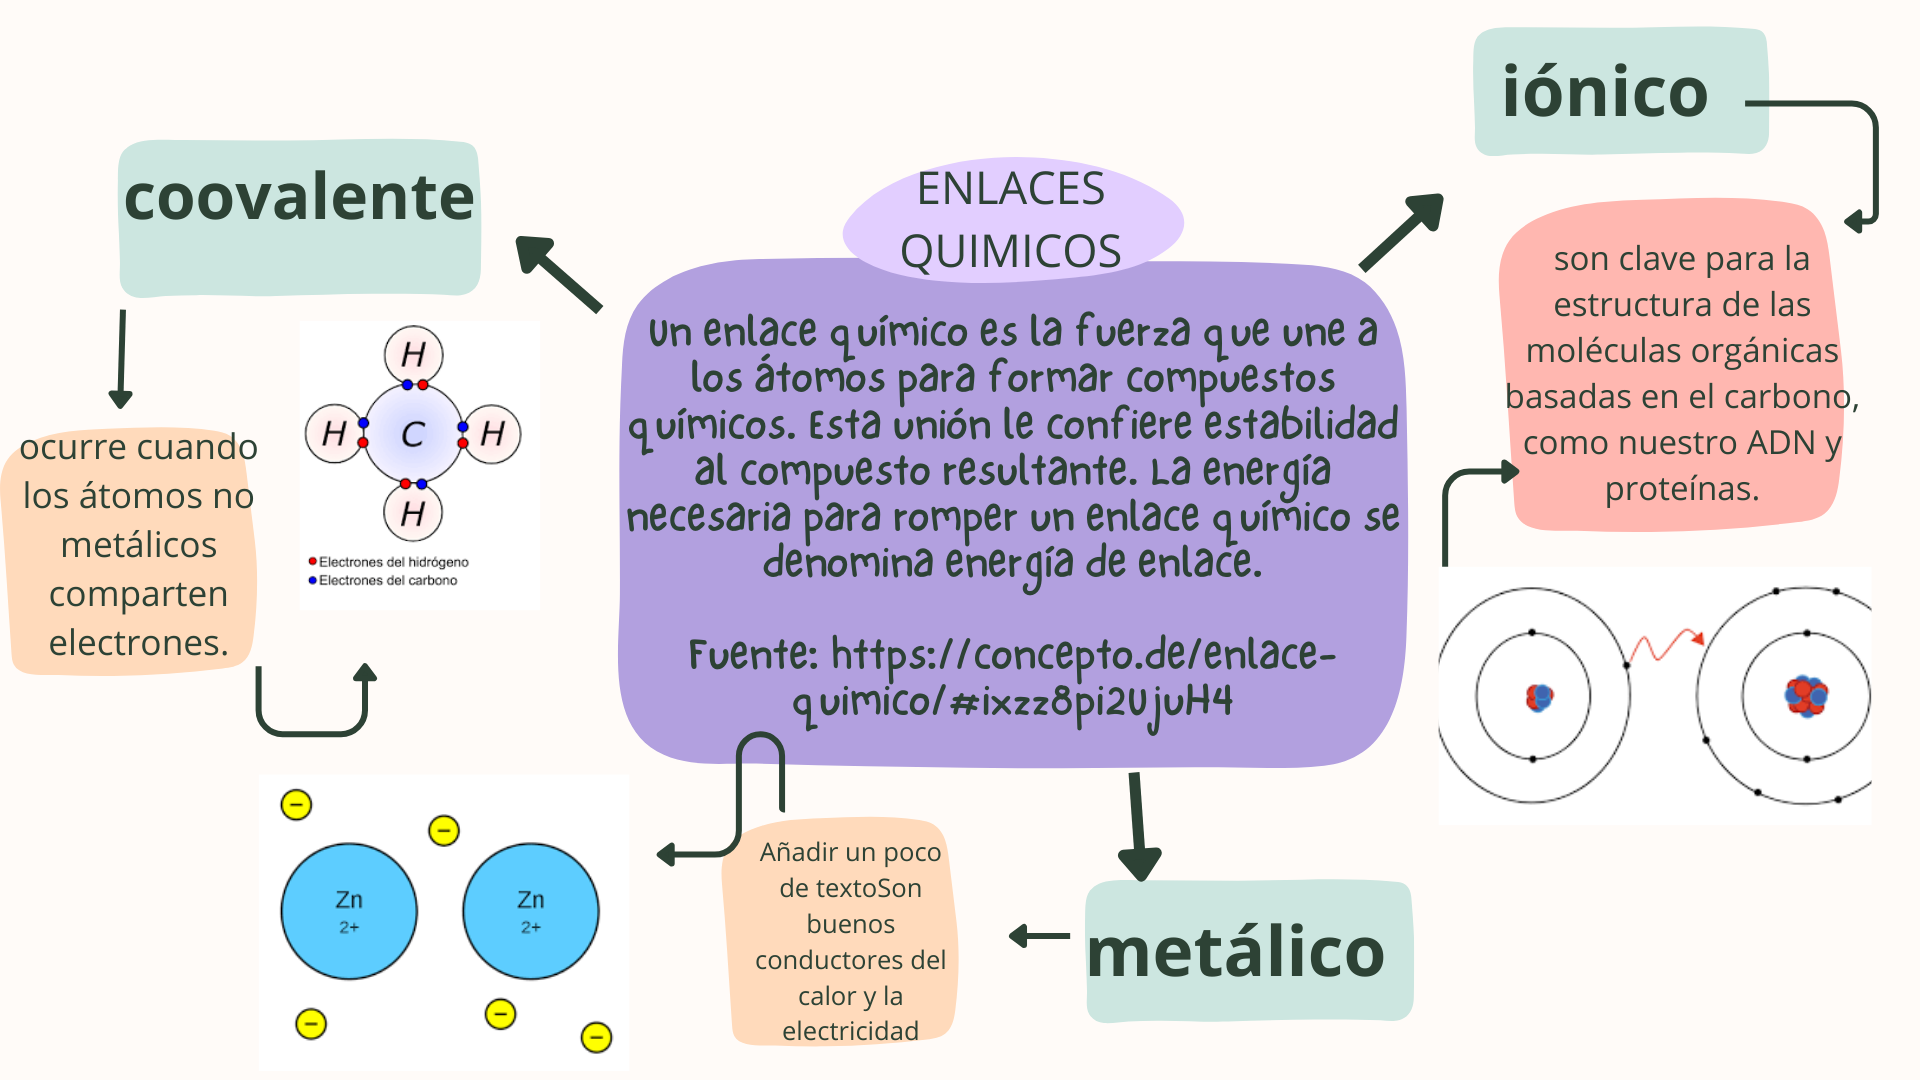 ENLACES
QUIMICOS
Un enlace químico es la fuerza que une a
los átomos para formar compuestos
químicos. Esta unión le confiere estabilidad
al compuesto resultante. La energía
necesaria para romper un enlace químico se
denomina energía de enlace.
Fuente: https://concepto.de/enlace-
quimico/#ixzz8pi2UjuH4
coovalente
ocurre cuando
los átomos no
metálicos
comparten
electrones.
H
H C H
H
Electrones del hidrógeno
Electrones del carbono
iónico
son clave para la
estructura de las
moléculas orgánicas
basadas en el carbono,
como nuestro ADN y
proteínas.
metálico
Añadir un poco
de textoSon
buenos
conductores del
calor y la
electricidad
−
−
Zn Zn
2+ 2+
−
−
−